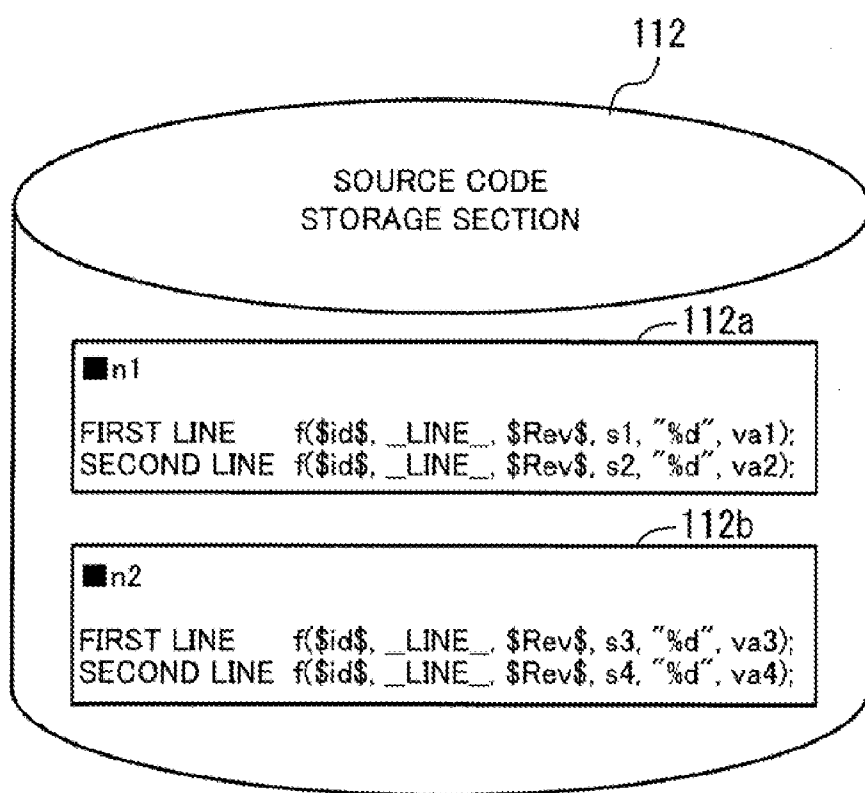 112
SOURCE CODE
STORAGE SECTION
112a
■n1
FIRST LINE f($id$, __LINE__, $Rev$, s1, "%d", va1);
SECOND LINE f($id$, __LINE__, $Rev$, s2, "%d", va2);
112b
■n2
FIRST LINE f($id$, __LINE__, $Rev$, s3, "%d", va3);
SECOND LINE f($id$, __LINE__, $Rev$, s4, "%d", va4);